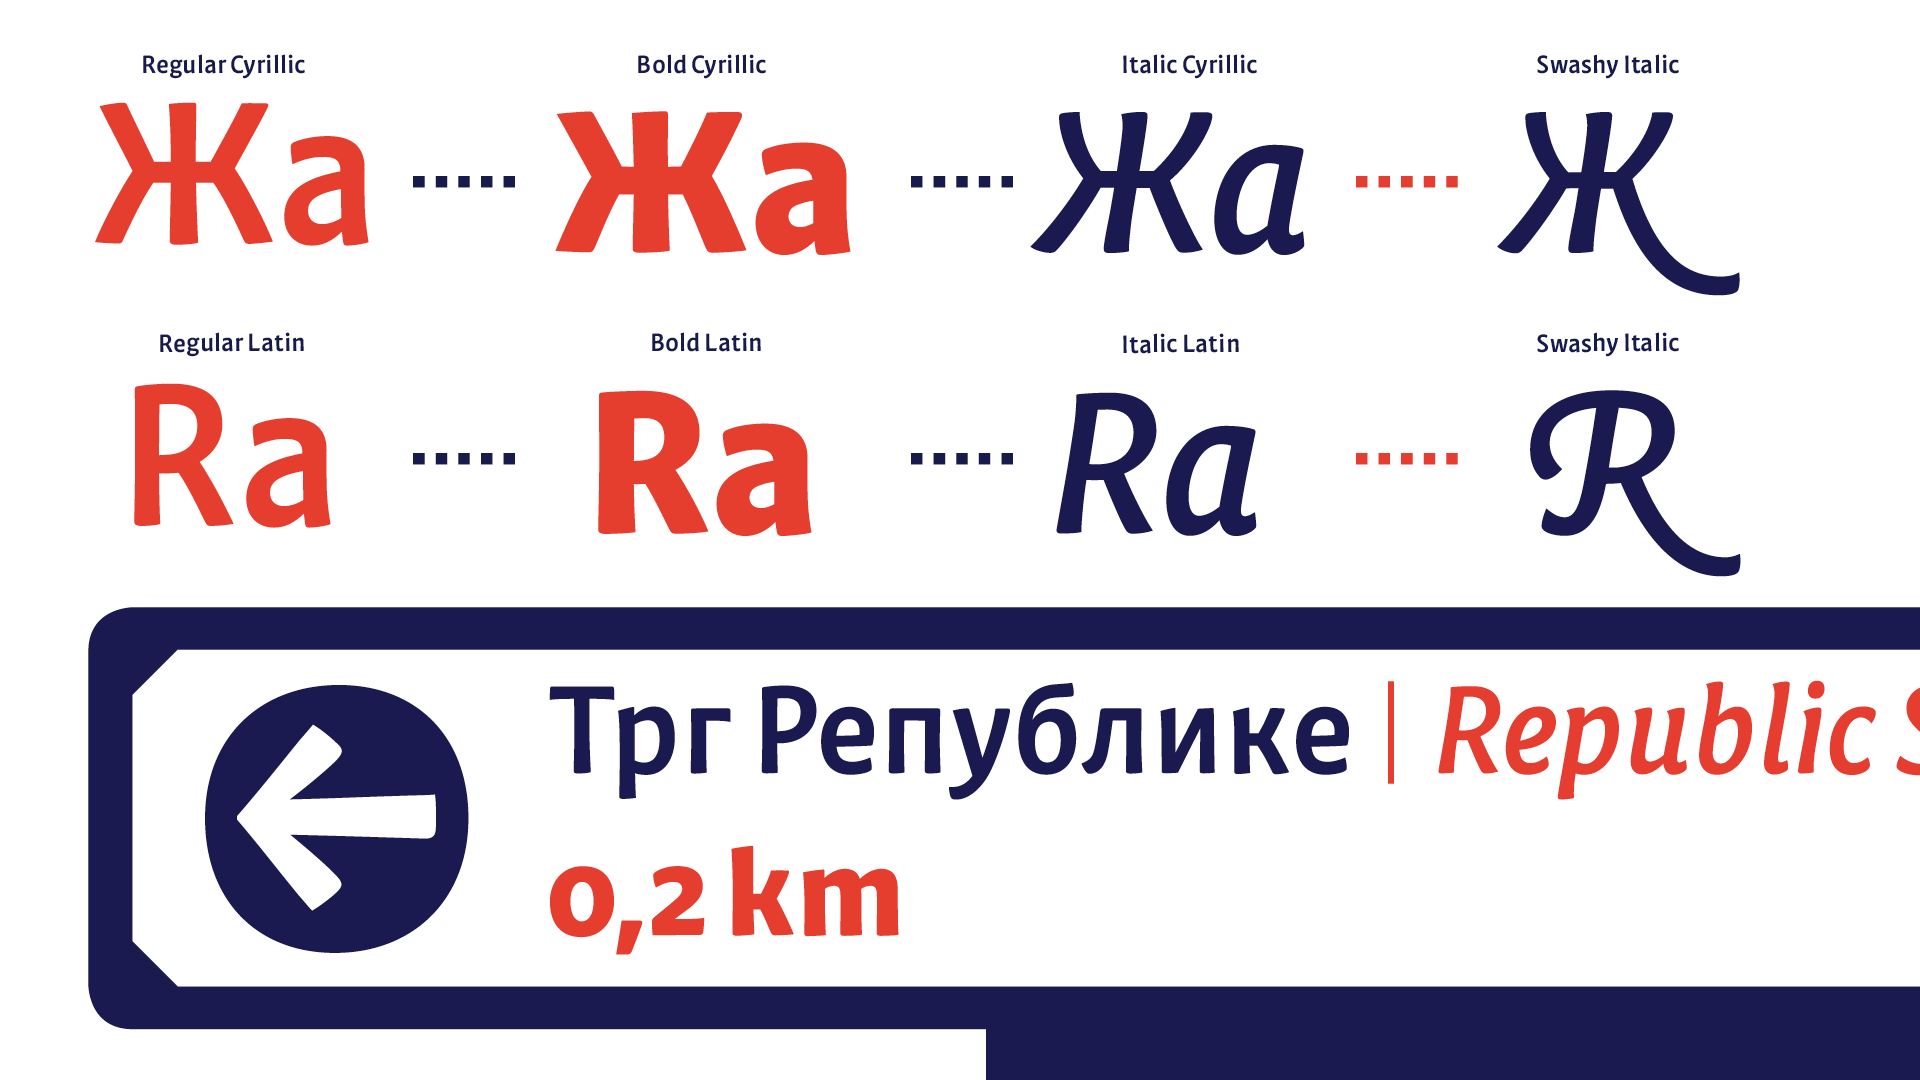 Regular Cyrillic Bold Cyrillic Italic Cyrillic Swashy Italic
Жа Жа Жа Ж
Regular Latin Bold Latin Italic Latin Swashy Italic
Ra Ra Ra R
Трг Републике | Republic
0,2 km